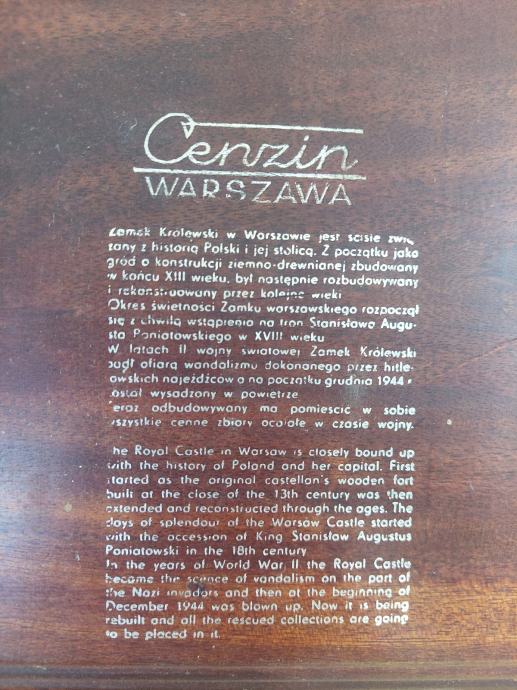 Cenzin
WARSZAWA
Zamek Królewski w Warszawie jest ściśle zwią
zany z historią Polski i jej stolicą. Z początku jako
gród o konstrukcji ziemno-drewnianej zbudowany
w końcu XIII wieku, był następnie rozbudowywany
i rekonstruowany przez kolejne wieki
Okres świetności Zamku warszawskiego rozpoczął
się z chwilą wstąpienia na tron Stanisława Augu-
sta Poniatowskiego w XVIII wieku
W latach II wojny światowej Zamek Królewski
padł ofiarą wandalizmu dokonanego przez hitle-
rowskich najeźdźców a na początku grudnia 1944 r
został wysadzony w powietrze
eraz odbudowywany ma pomieścić w sobie
wszystkie cenne zbiory ocalałe w czasie wojny.
he Royal Castle in Warsaw is closely bound up
with the history of Poland and her capital. First
started as the original castellan's wooden fort
built at the close of the 13th century was then
extended and reconstructed through the ages. The
days of splendour of the Warsaw Castle started
with the accession of King Stanisław Augustus
Poniatowski in the 18th century
In the years of World War II the Royal Castle
became the scence of vandalism on the part of
the Nazi invadors and then at the beginning of
December 1944 was blown up. Now it is being
rebuilt and all the rescued collections are going
to be placed in it.